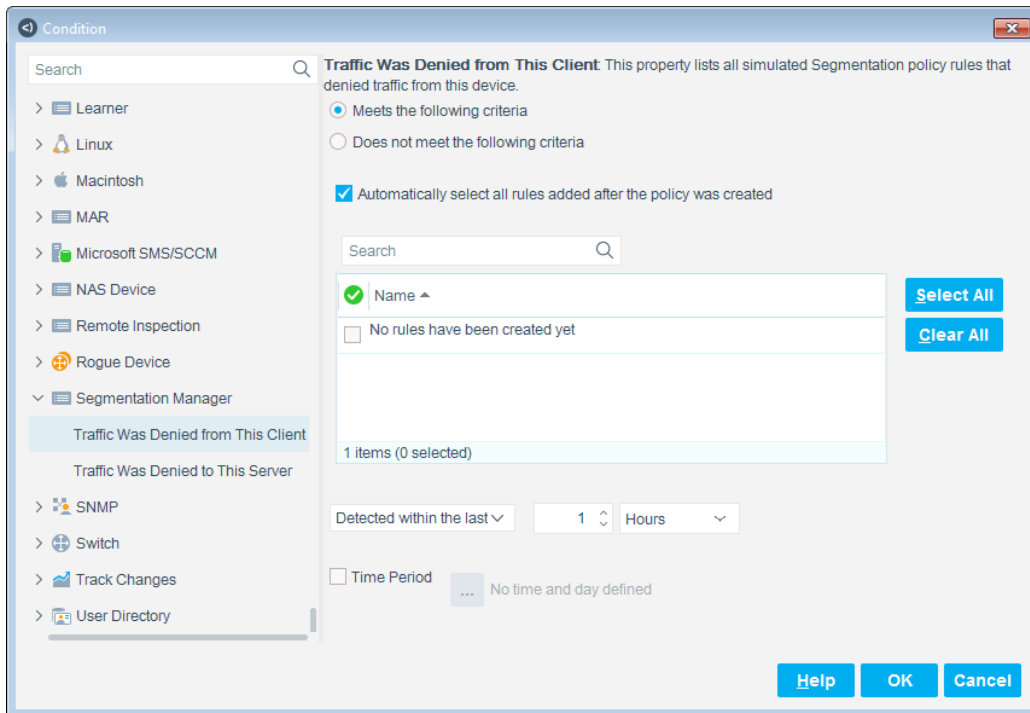 Condition
Search
Learner
Linux
Macintosh
MAR
Microsoft SMS/SCCM
NAS Device
Remote Inspection
Rogue Device
Segmentation Manager
Traffic Was Denied from This Client
Traffic Was Denied to This Server
SNMP
Switch
Track Changes
User Directory
Traffic Was Denied from This Client: This property lists all simulated Segmentation policy rules that
denied traffic from this device.
Meets the following criteria
Does not meet the following criteria
Automatically select all rules added after the policy was created
Search
Name
No rules have been created yet
1 items (0 selected)
Select All
Clear All
Detected within the last 1 Hours
Time Period ... No time and day defined
Help OK Cancel